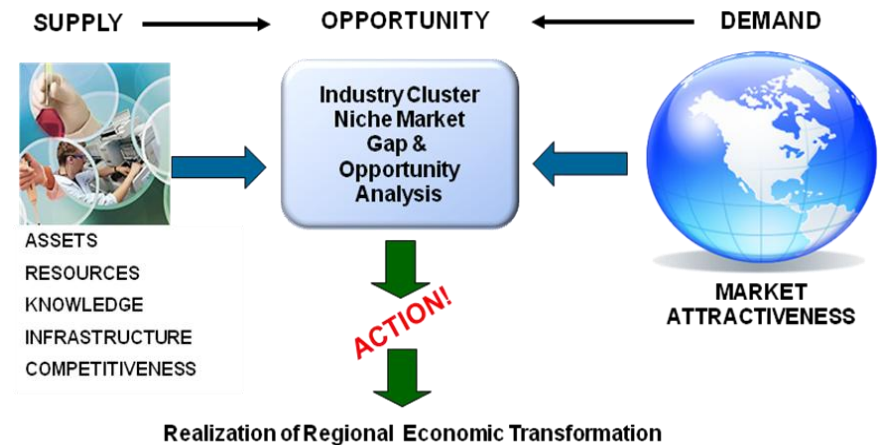 SUPPLY
OPPORTUNITY
DEMAND
Industry Cluster
Niche Market
Gap &
Opportunity
Analysis
ASSETS
RESOURCES
KNOWLEDGE
INFRASTRUCTURE
COMPETITIVENESS
MARKET
ATTRACTIVENESS
ACTION!
Realization of Regional Economic Transformation